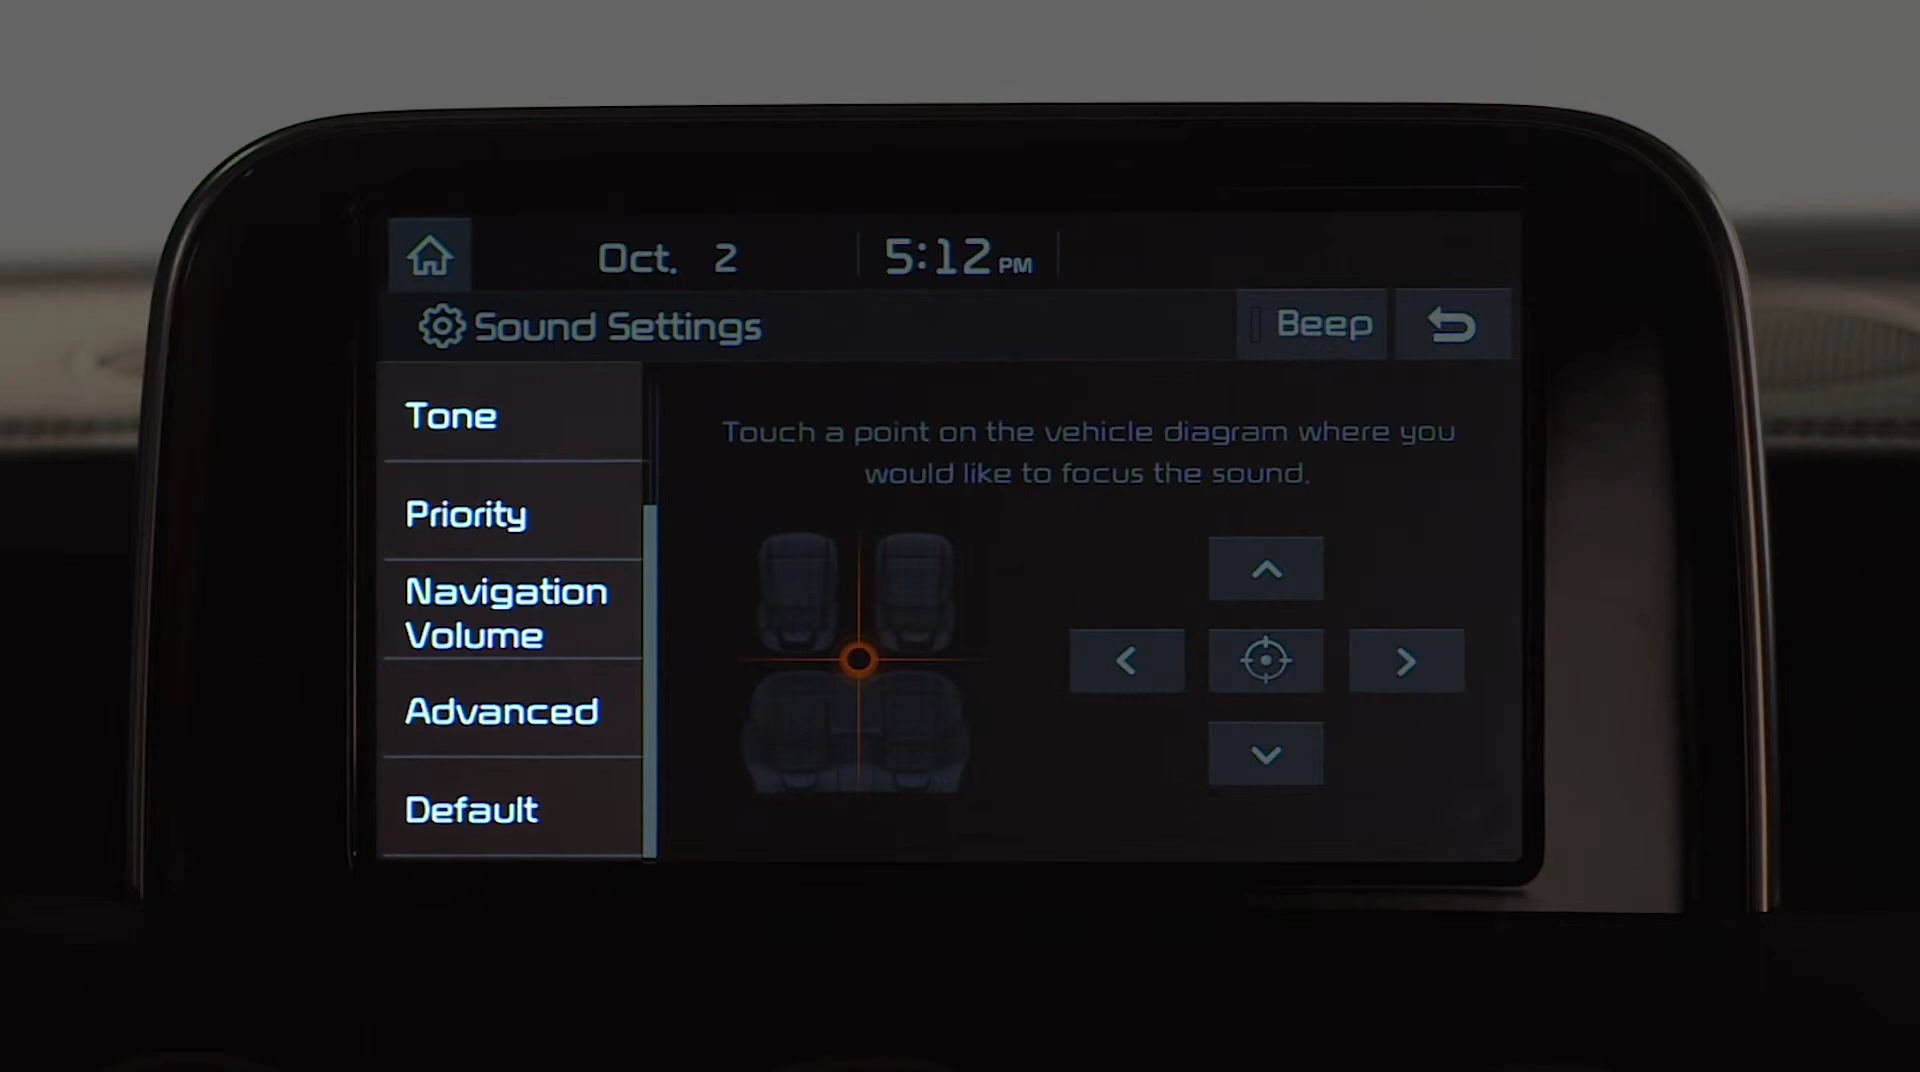 Oct. 2
5:12 PM
Sound Settings
Beep
Tone
Priority
Navigation
Volume
Advanced
Default
Touch a point on the vehicle diagram where you
would like to focus the sound.